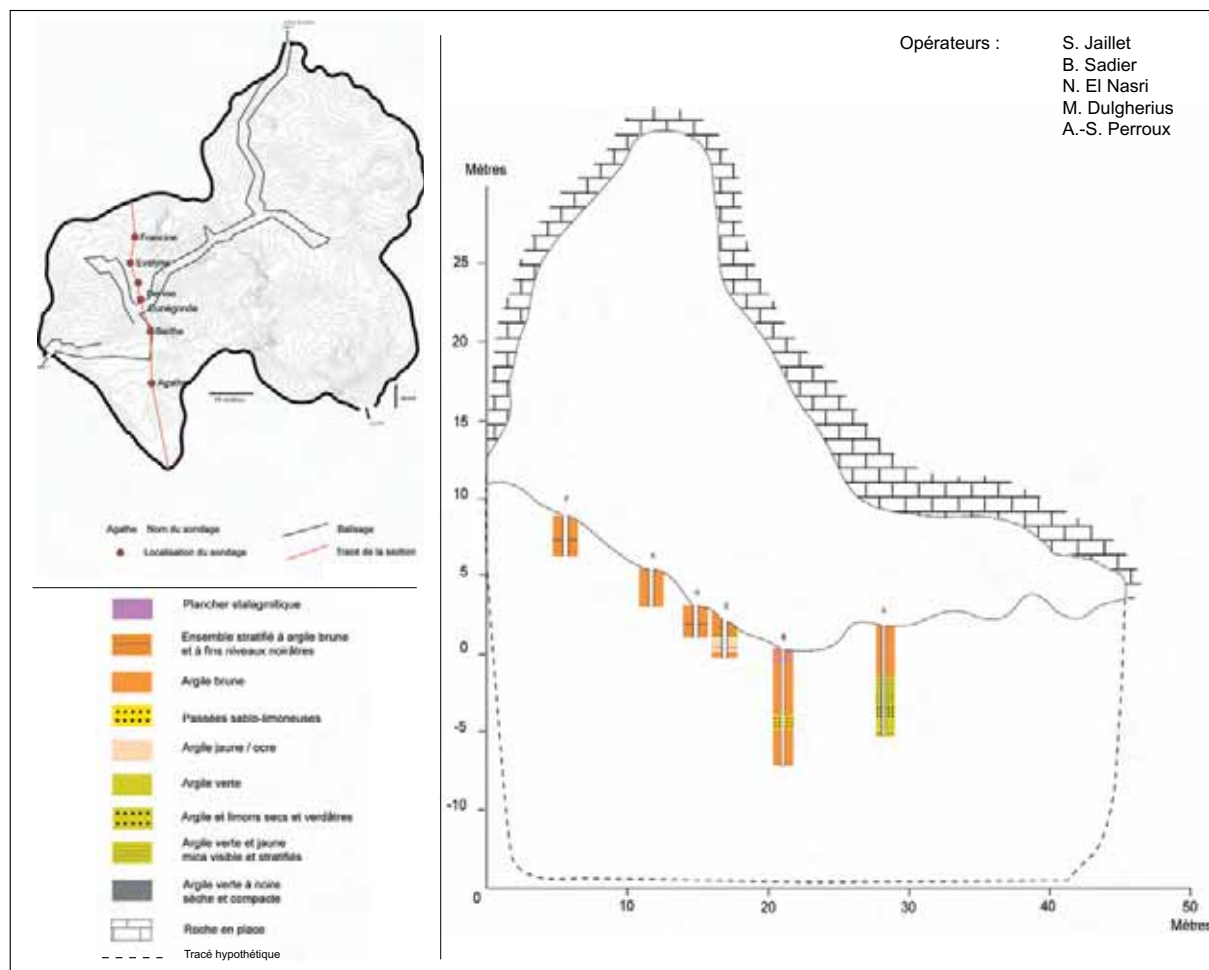 Francine
Evelyne
Denise
Cunégonde
Berthe
Agathe
Agathe Nom du sondage
Balisage
Localisation du sondage
Tracé de la section
Plancher stalagmitique
Ensemble stratifié à argile brune
et à fins niveaux noirâtres
Argile brune
Passées sablo-limoneuses
Argile jaune / ocre
Argile verte
Argile et limons secs et verdâtres
Argile verte et jaune
mica visible et stratifiés
Argile verte à noire
sèche et compacte
Roche en place
Tracé hypothétique
Opérateurs :
S. Jaillet
B. Sadier
N. El Nasri
M. Dulgherius
A.-S. Perroux
Mètres
25
20
15
10
5
0
-5
-10
0
10
20
30
40
50
Mètres